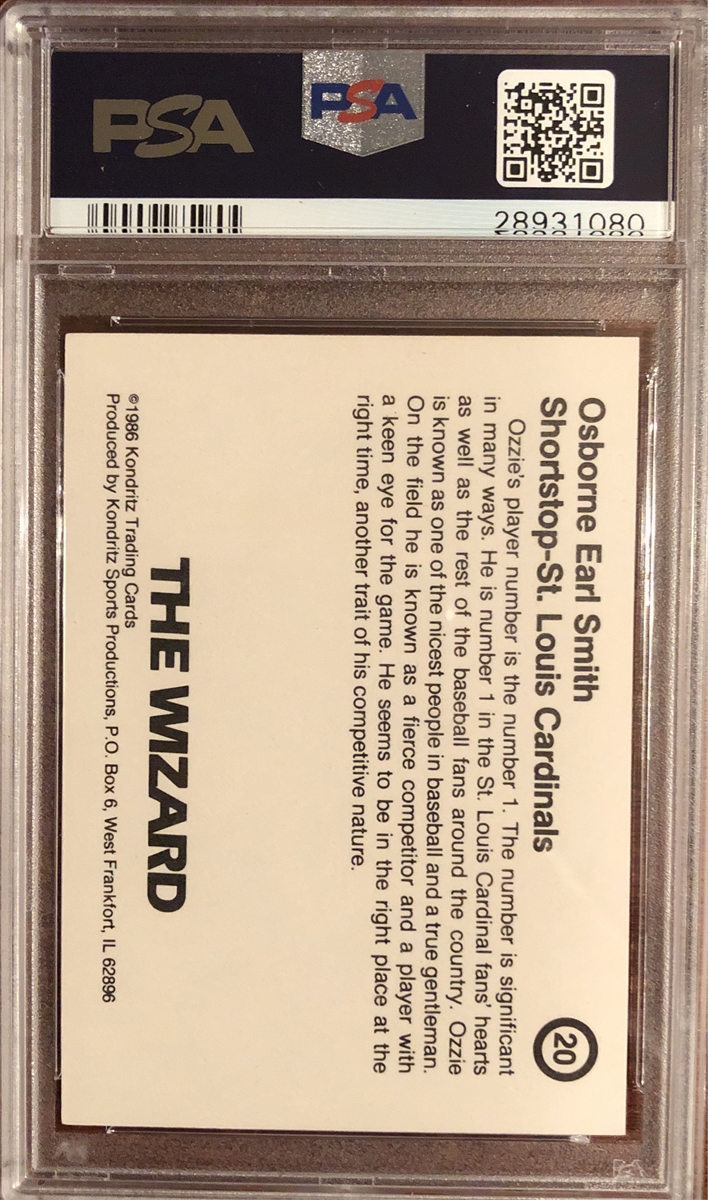 PSA
PSA
28931080
Osborne Earl Smith
Shortstop-St. Louis Cardinals
20
Ozzie's player number is the number 1. The number is significant
in many ways. He is number 1 in the St. Louis Cardinal fans' hearts
as well as the rest of the baseball fans around the country. Ozzie
is known as one of the nicest people in baseball and a true gentleman.
On the field he is known as a fierce competitor and a player with
a keen eye for the game. He seems to be in the right place at the
right time, another trait of his competitive nature.
THE WIZARD
©1986 Kondritz Trading Cards
Produced by Kondritz Sports Productions, P.O. Box 6, West Frankfort, IL 62896